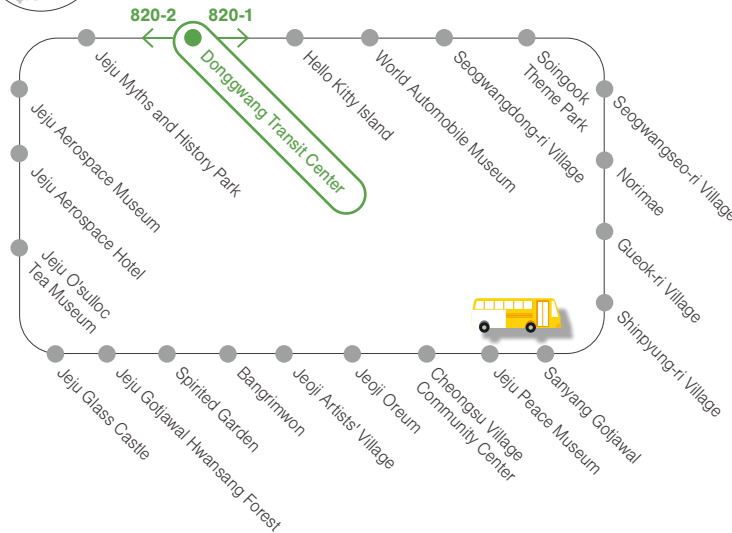 820-2
820-1
Donggwang Transit Center
Hello Kitty Island
World Automobile Museum
Seogwangdong-ri Village
Soingook
Theme Park
Seogwangseo-ri Village
Norimae
Gueok-ri Village
Shinpyung-ri Village
Sanyang Gotjawal
Jeju Peace Museum
Cheongsu Village
Community Center
Jeoji Oreum
Jeoji Artists' Village
Bangrimwon
Spirited Garden
Jeju Gotjawal Hwansang Forest
Jeju Glass Castle
Jeju O'sulloc
Tea Museum
Jeju Aerospace Hotel
Jeju Aerospace Museum
Jeju Myths and History Park